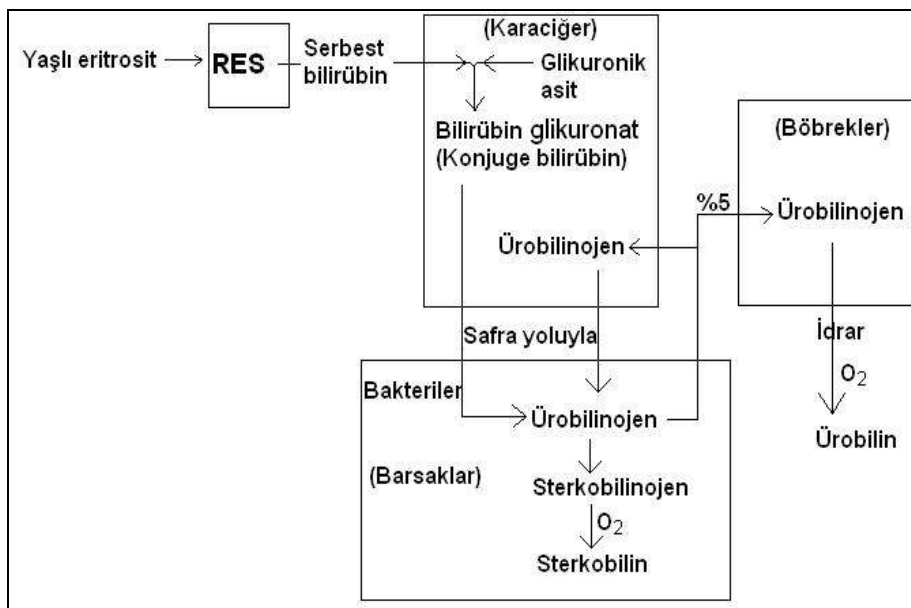 (Karaciğer)
Yaşlı eritrosit
RES
Serbest
bilirübin
Glikuronik
asit
Bilirübin glikuronat
(Konjuge bilirübin)
(Böbrekler)
%5
Ürobilinojen
Ürobilinojen
Safra yoluyla
İdrar
O2
Bakteriler
Ürobilinojen
Ürobilin
(Barsaklar)
Sterkobilinojen
O2
Sterkobilin